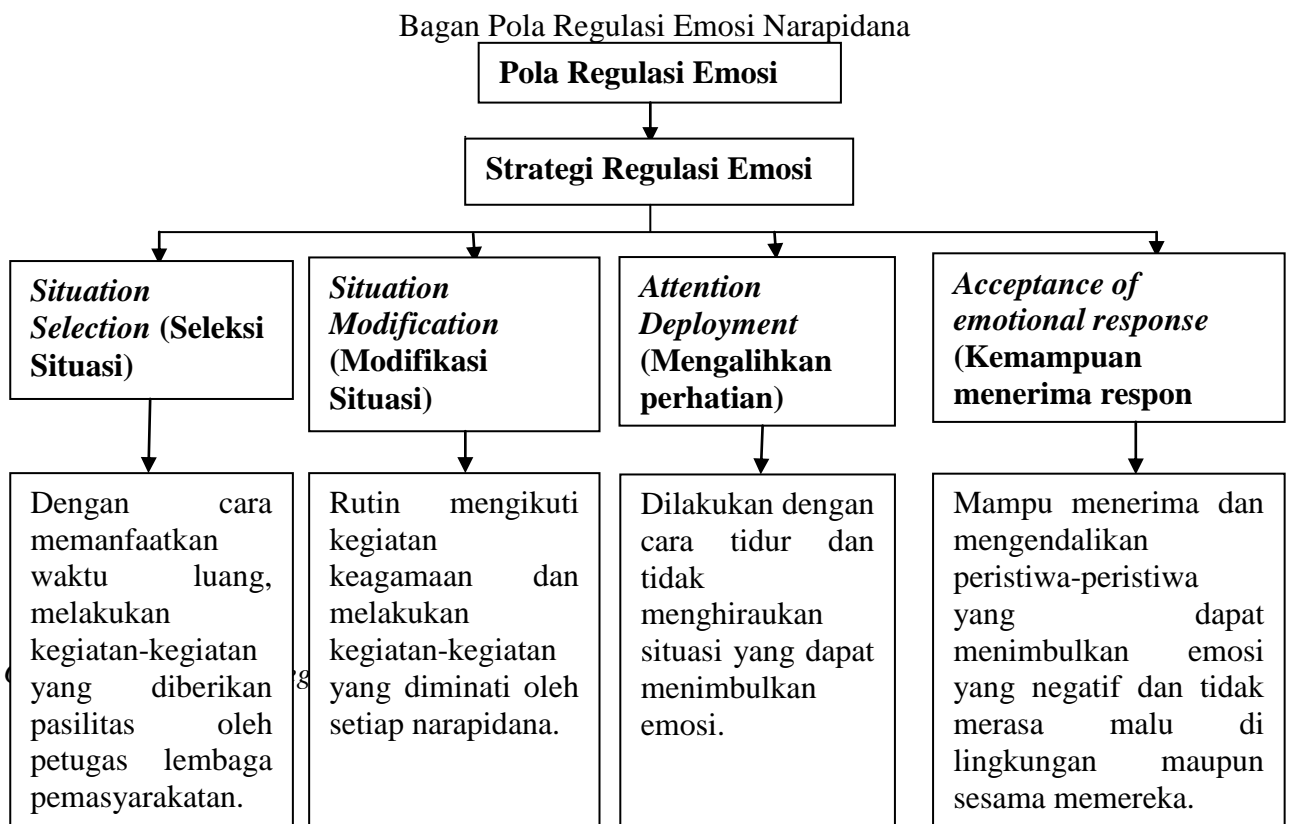 Bagan Pola Regulasi Emosi Narapidana
Pola Regulasi Emosi
Strategi Regulasi Emosi
Situation
Selection (Seleksi
Situasi)
Situation
Modification
(Modifikasi
Situasi)
Attention
Deployment
(Mengalihkan
perhatian)
Acceptance of
emotional response
(Kemampuan
menerima respon
Dengan cara
memanfaatkan
waktu luang,
melakukan
kegiatan-kegiatan
yang diberikan
pasilitas oleh
petugas lembaga
pemasyarakatan.
Rutin mengikuti
kegiatan
keagamaan dan
melakukan
kegiatan-kegiatan
yang diminati oleh
setiap narapidana.
Dilakukan dengan
cara tidur dan
tidak
menghiraukan
situasi yang dapat
menimbulkan
emosi.
Mampu menerima dan
mengendalikan
peristiwa-peristiwa
yang dapat
menimbulkan emosi
yang negatif dan tidak
merasa malu di
lingkungan maupun
sesama memereka.